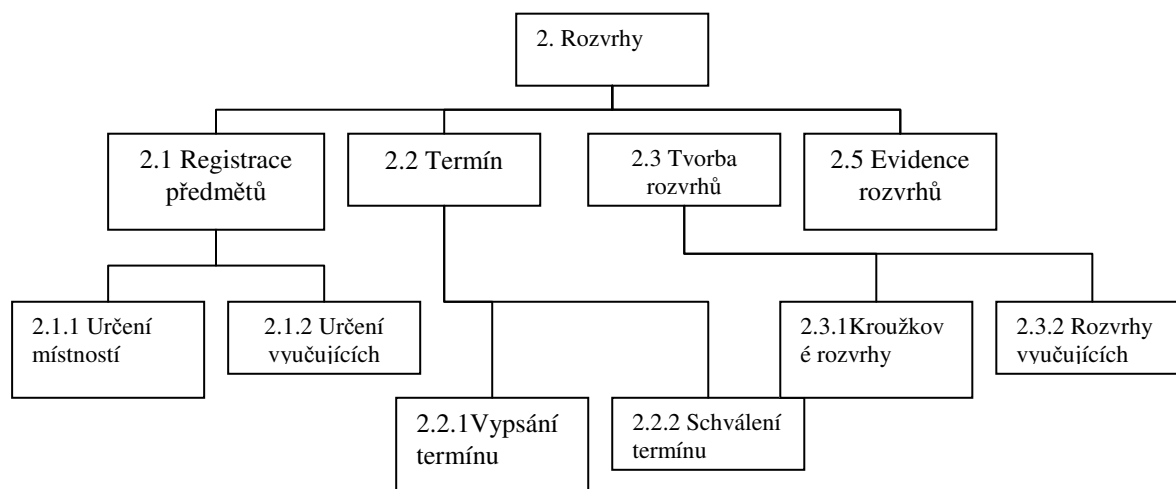 2. Rozvrhy
2.1 Registrace
předmětů
2.2 Termín
2.3 Tvorba
rozvrhů
2.5 Evidence
rozvrhů
2.1.1 Určení
místností
2.1.2 Určení
vyučujících
2.3.1Kroužkov
é rozvrhy
2.3.2 Rozvrhy
vyučujících
2.2.1Vypsání
termínu
2.2.2 Schválení
termínu